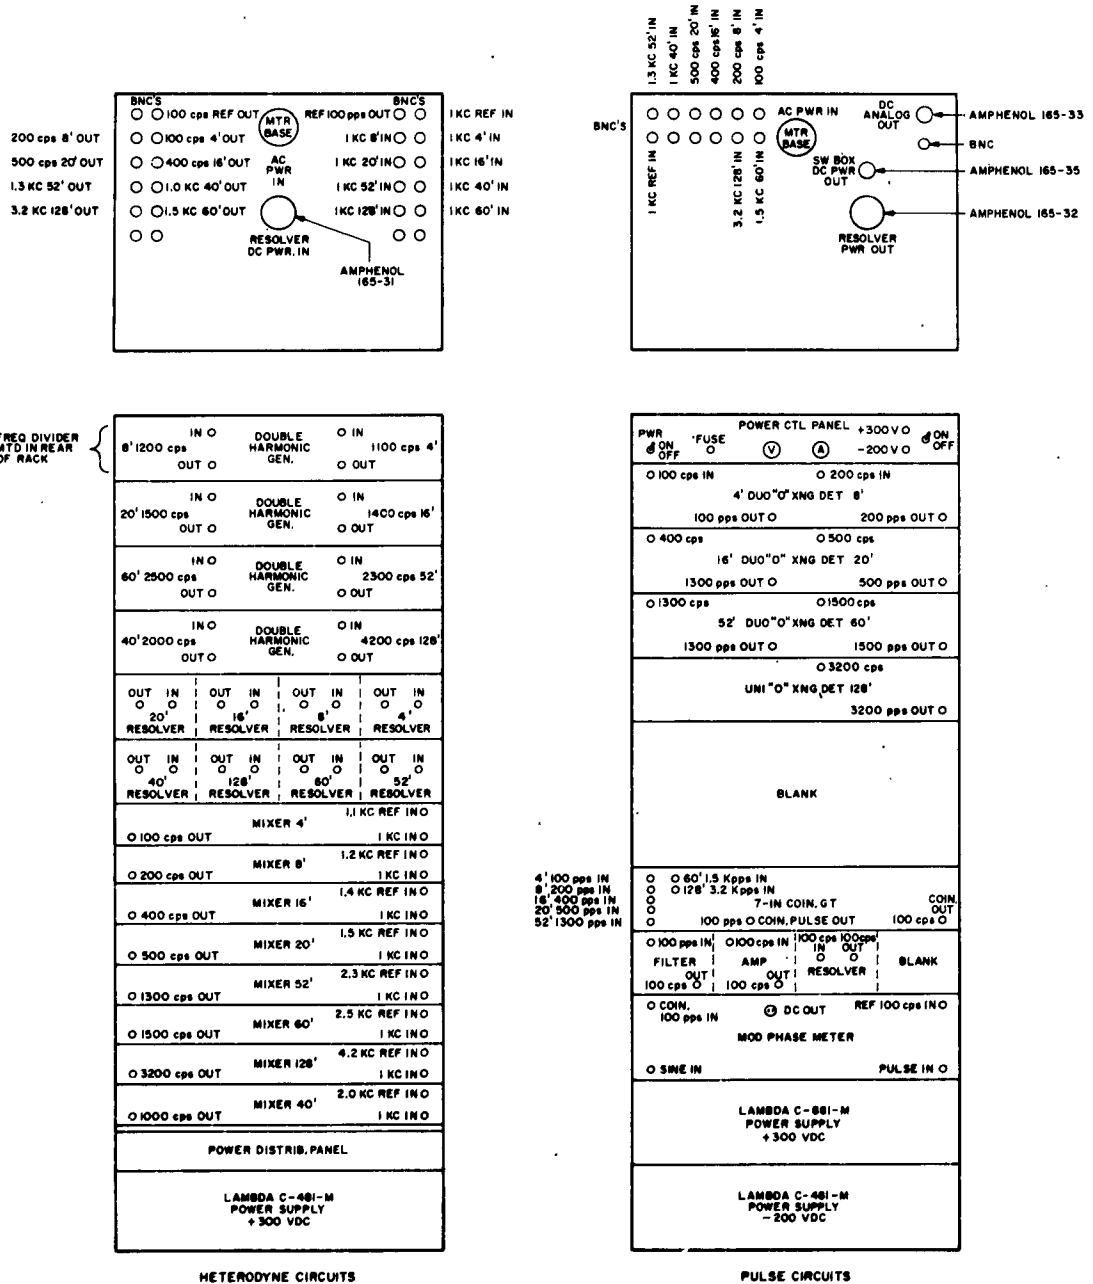 BNC'S
100 cps REF OUT
MTR
BASE
REF 100 pps OUT
BNC'S
1 KC REF IN
200 cps 8' OUT
100 cps 4' OUT
1 KC 8' IN
1 KC 4' IN
500 cps 20' OUT
400 cps 16' OUT
AC
PWR
IN
1 KC 20' IN
1 KC 16' IN
1.3 KC 52' OUT
1.0 KC 40' OUT
1 KC 52' IN
1 KC 40' IN
3.2 KC 128' OUT
1.5 KC 60' OUT
1 KC 128' IN
1 KC 60' IN
RESOLVER
DC PWR. IN
AMPHENOL
165-31
1.3 KC 52' IN
1 KC 40' IN
500 cps 20' IN
400 cps 16' IN
200 cps 8' IN
100 cps 4' IN
BNC'S
AC PWR IN
MTR
BASE
DC
ANALOG
OUT
AMPHENOL 165-33
BNC
SW BOX
DC PWR
OUT
AMPHENOL 165-35
1 KC REF IN
3.2 KC 128' IN
1.5 KC 60' IN
AMPHENOL 165-32
RESOLVER
PWR OUT
FREQ DIVIDER
MTD IN REAR
OF RACK
IN
8' 1200 cps
OUT
DOUBLE
HARMONIC
GEN.
IN
1100 cps 4'
OUT
IN
20' 1500 cps
OUT
DOUBLE
HARMONIC
GEN.
IN
1400 cps 16'
OUT
IN
60' 2500 cps
OUT
DOUBLE
HARMONIC
GEN.
IN
2300 cps 52'
OUT
IN
40' 2000 cps
OUT
DOUBLE
HARMONIC
GEN.
IN
4200 cps 128'
OUT
OUT IN
20'
RESOLVER
OUT IN
16'
RESOLVER
OUT IN
8'
RESOLVER
OUT IN
4'
RESOLVER
OUT IN
40'
RESOLVER
OUT IN
128'
RESOLVER
OUT IN
60'
RESOLVER
OUT IN
52'
RESOLVER
1.1 KC REF IN
MIXER 4'
100 cps OUT
1 KC IN
1.2 KC REF IN
MIXER 8'
200 cps OUT
1 KC IN
1.4 KC REF IN
MIXER 16'
400 cps OUT
1 KC IN
1.5 KC REF IN
MIXER 20'
500 cps OUT
1 KC IN
2.3 KC REF IN
MIXER 52'
1300 cps OUT
1 KC IN
2.5 KC REF IN
MIXER 60'
1500 cps OUT
1 KC IN
4.2 KC REF IN
MIXER 128'
3200 cps OUT
1 KC IN
2.0 KC REF IN
MIXER 40'
1000 cps OUT
1 KC IN
POWER DISTRIB. PANEL
LAMBDA C-481-M
POWER SUPPLY
+300 VDC
HETERODYNE CIRCUITS
POWER CTL PANEL
PWR
ON
OFF
FUSE
V
A
+300 V
-200 V
ON
OFF
100 cps IN
200 cps IN
4' DUO "O" XNG DET 8'
100 pps OUT
200 pps OUT
400 cps
500 cps
16' DUO "O" XNG DET 20'
1300 pps OUT
500 pps OUT
1300 cps
1500 cps
52' DUO "O" XNG DET 60'
1300 pps OUT
1500 pps OUT
3200 cps
UNI "O" XNG DET 128'
3200 pps OUT
BLANK
4' 100 pps IN
8' 200 pps IN
16' 400 pps IN
20' 500 pps IN
52' 1300 pps IN
60' 1.5 Kpps IN
128' 3.2 Kpps IN
7-IN COIN. GT
100 pps COIN. PULSE OUT
COIN.
OUT
100 cps
100 pps IN
FILTER
OUT
100 cps
100 cps IN
AMP
OUT
100 cps
100 cps 100 cps
IN OUT
RESOLVER
BLANK
COIN.
100 pps IN
DC OUT
REF 100 cps IN
MOD PHASE METER
SINE IN
PULSE IN
LAMBDA C-881-M
POWER SUPPLY
+300 VDC
LAMBDA C-481-M
POWER SUPPLY
-200 VDC
PULSE CIRCUITS